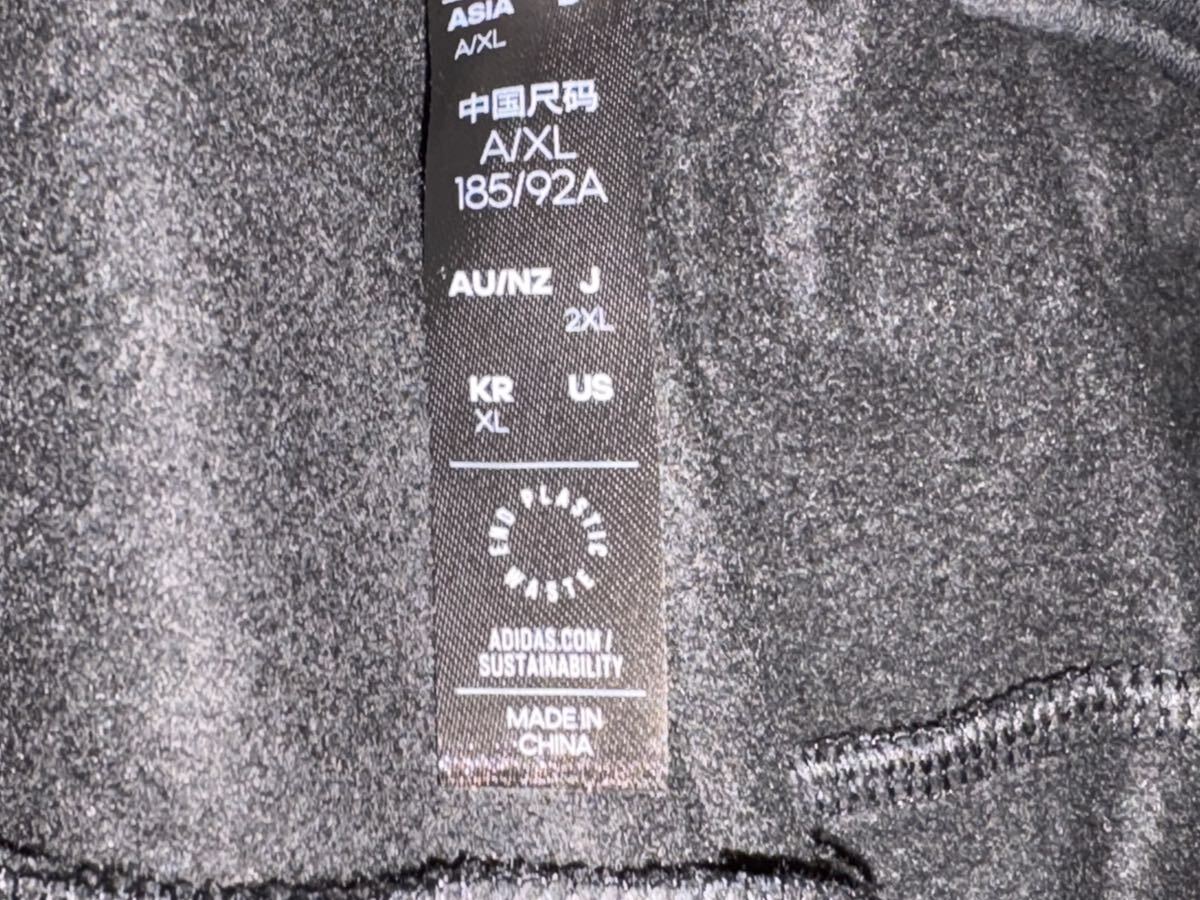 ASIA
A/XL
中国尺码
A/XL
185/92A
AU/NZ J
2XL
KR US
XL
END PLASTIC WASTE
ADIDAS.COM/
SUSTAINABILITY
MADE IN
CHINA